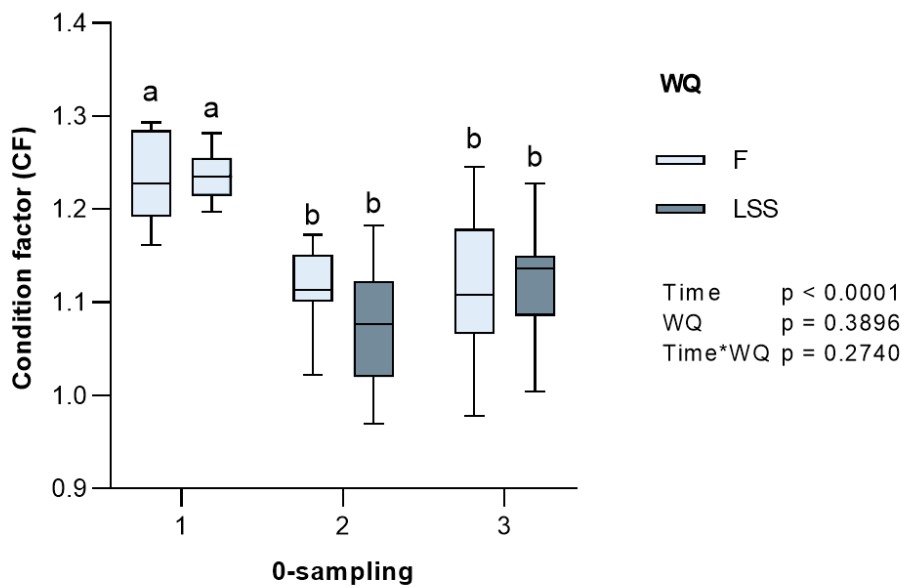 1.4
1.3
1.2
1.1
1.0
0.9
Condition factor (CF)
a
a
b
b
b
b
1
2
3
0-sampling
WQ
F
LSS
Time p < 0.0001
WQ p = 0.3896
Time*WQ p = 0.2740